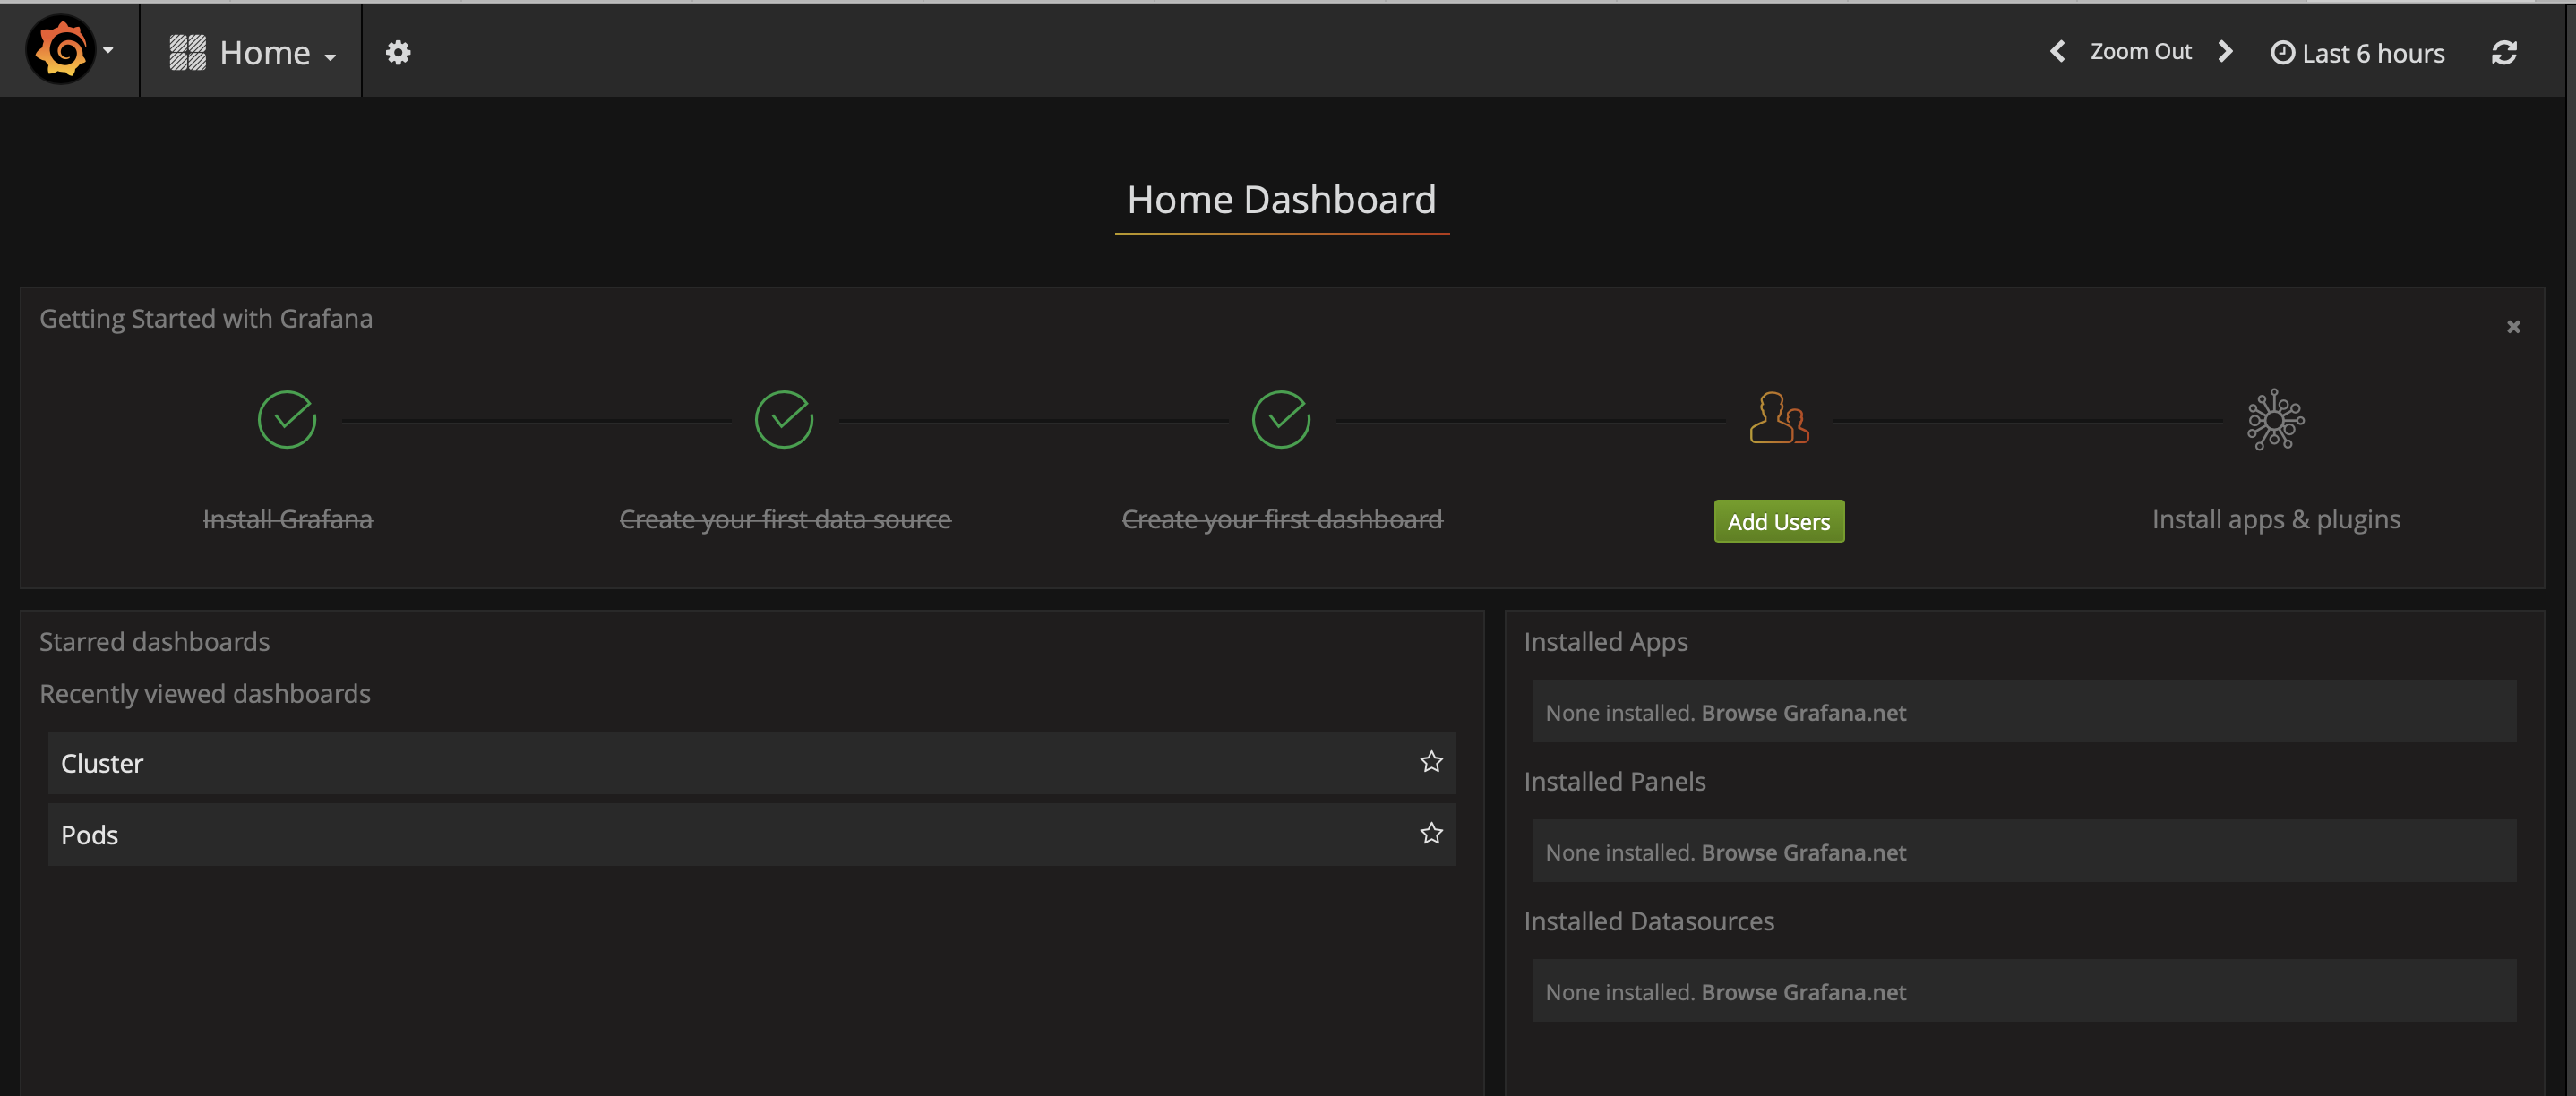 Home
Zoom Out
Last 6 hours
Home Dashboard
Getting Started with Grafana
Install Grafana
Create your first data source
Create your first dashboard
Add Users
Install apps & plugins
Starred dashboards
Recently viewed dashboards
Cluster
Pods
Installed Apps
None installed. Browse Grafana.net
Installed Panels
None installed. Browse Grafana.net
Installed Datasources
None installed. Browse Grafana.net